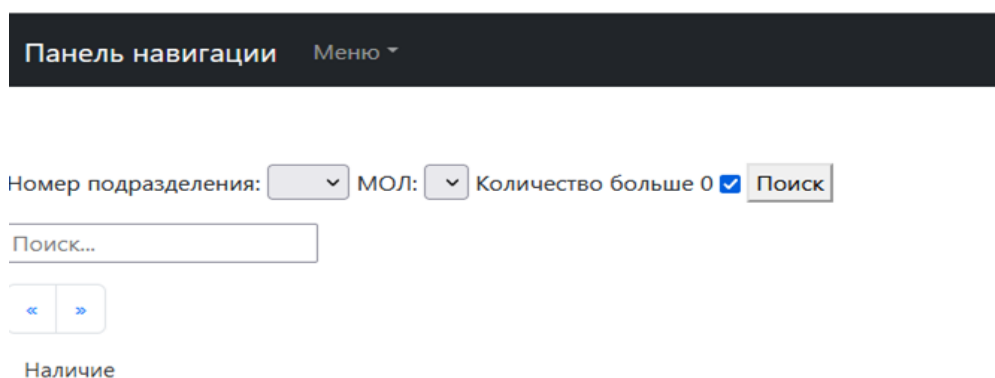 Панель навигации Меню
Номер подразделения: МОЛ: Количество больше 0 Поиск
Поиск...
« »
Наличие